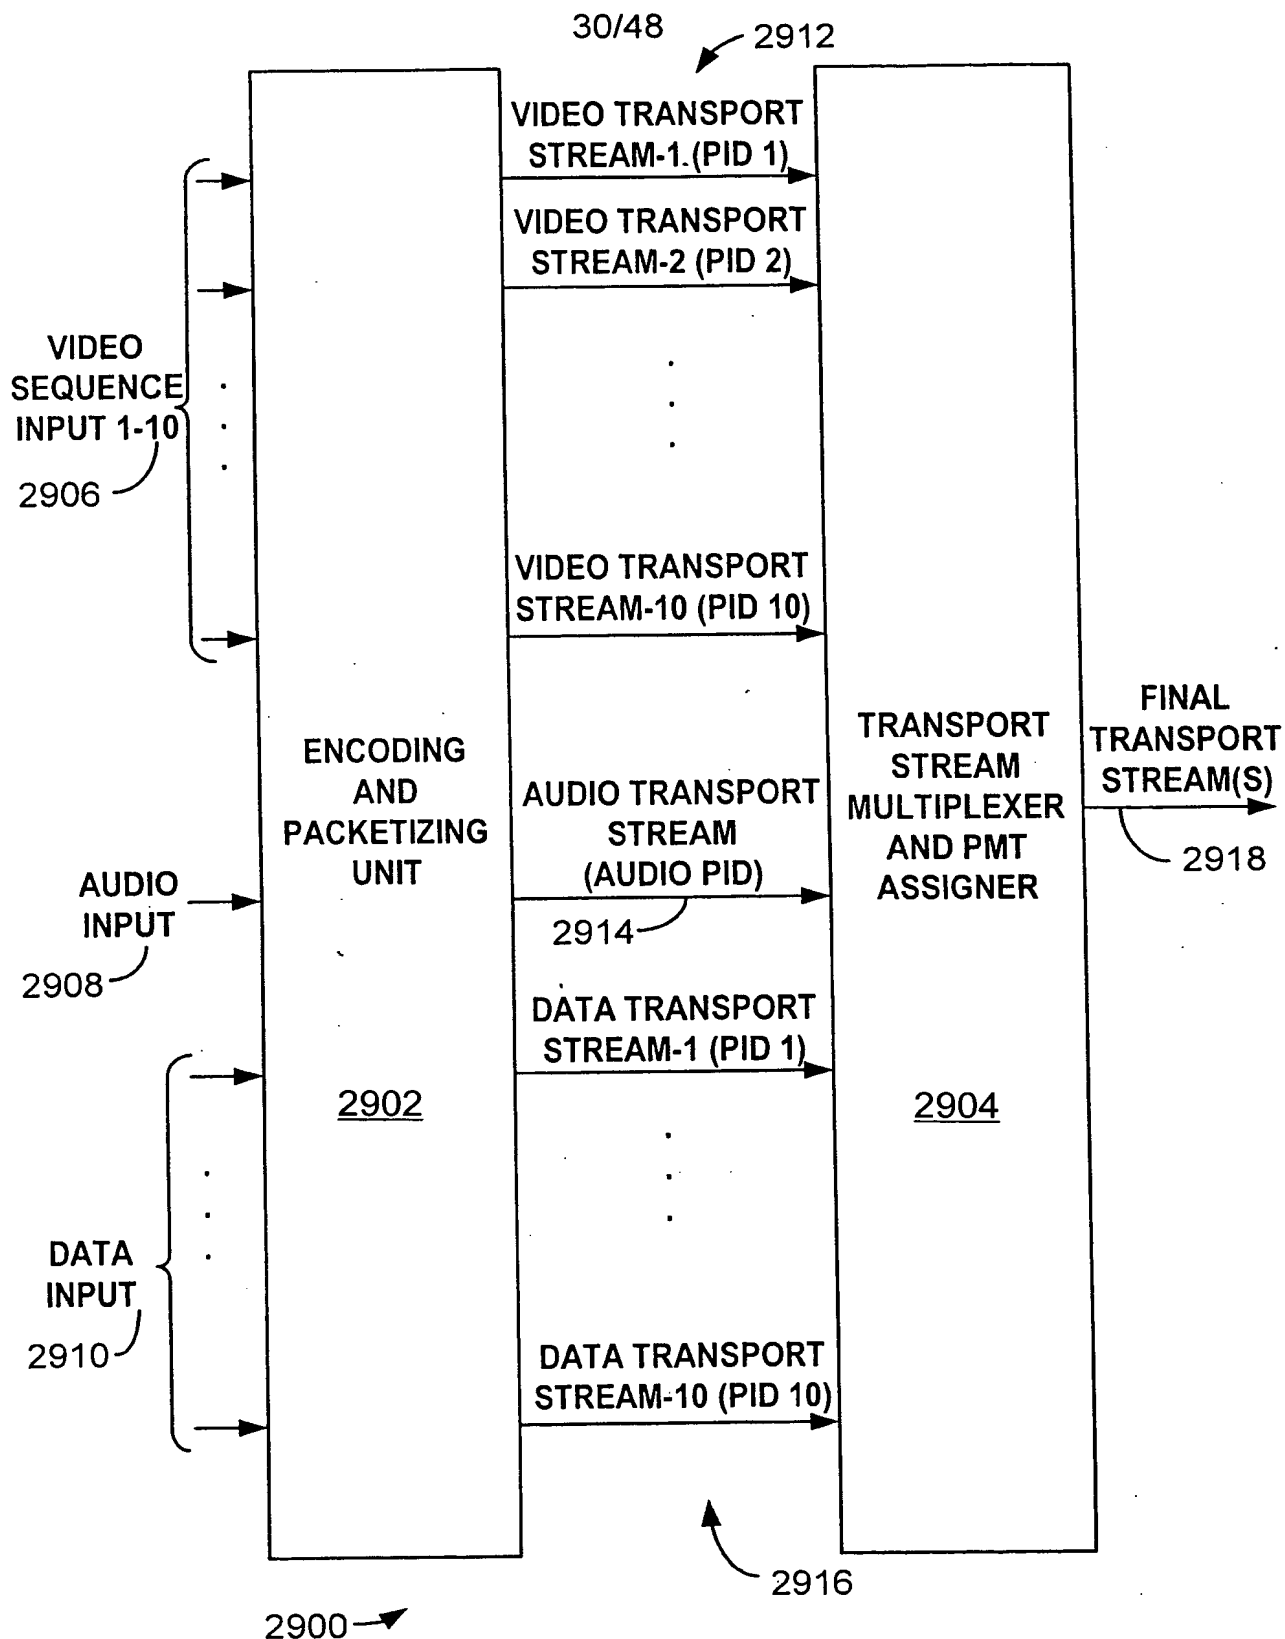 30/48
2912
VIDEO TRANSPORT
STREAM-1 (PID 1)
VIDEO TRANSPORT
STREAM-2 (PID 2)
VIDEO
SEQUENCE
INPUT 1-10
2906
VIDEO TRANSPORT
STREAM-10 (PID 10)
ENCODING
AND
PACKETIZING
UNIT
2902
AUDIO TRANSPORT
STREAM
(AUDIO PID)
2914
TRANSPORT
STREAM
MULTIPLEXER
AND PMT
ASSIGNER
2904
FINAL
TRANSPORT
STREAM(S)
2918
AUDIO
INPUT
2908
DATA TRANSPORT
STREAM-1 (PID 1)
DATA
INPUT
2910
DATA TRANSPORT
STREAM-10 (PID 10)
2916
2900